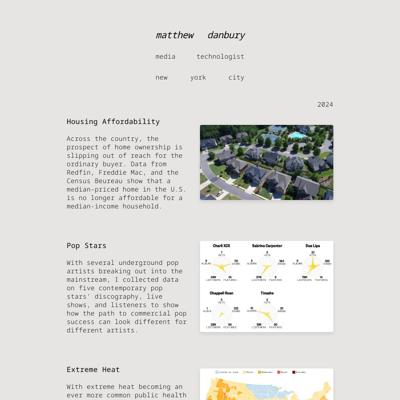 matthew danbury
media technologist
new york city
2024
Housing Affordability
Across the country, the
prospect of home ownership is
slipping out of reach for the
ordinary buyer. Data from
Redfin, Freddie Mac, and the
Census Beureau show that a
median-priced home in the U.S.
is no longer affordable for a
median-income household.
Pop Stars
With several underground pop
artists breaking out into the
mainstream, I collected data
on five contemporary pop
stars' discography, live
shows, and listeners to show
how the path to commercial pop
success can look different for
different artists.
Charli XCX
Sabrina Carpenter
Dua Lipa
Chappell Roan
Tinashe
Extreme Heat
With extreme heat becoming an
ever more common public health